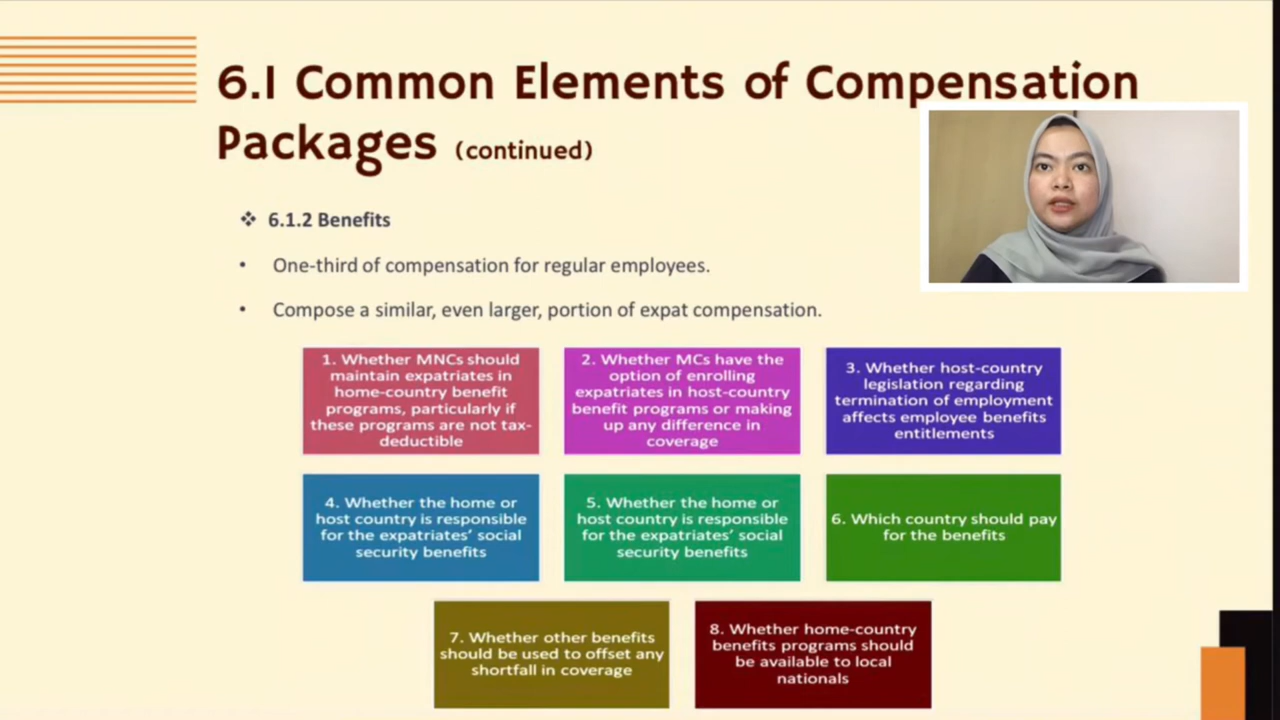 6.1 Common Elements of Compensation
Packages (continued)
❖ 6.1.2 Benefits
• One-third of compensation for regular employees.
• Compose a similar, even larger, portion of expat compensation.
1. Whether MNCs should
maintain expatriates in
home-country benefit
programs, particularly if
these programs are not tax-
deductible
2. Whether MCs have the
option of enrolling
expatriates in host-country
benefit programs or making
up any difference in
coverage
3. Whether host-country
legislation regarding
termination of employment
affects employee benefits
entitlements
4. Whether the home or
host country is responsible
for the expatriates’ social
security benefits
5. Whether the home or
host country is responsible
for the expatriates’ social
security benefits
6. Which country should pay
for the benefits
7. Whether other benefits
should be used to offset any
shortfall in coverage
8. Whether home-country
benefits programs should
be available to local
nationals